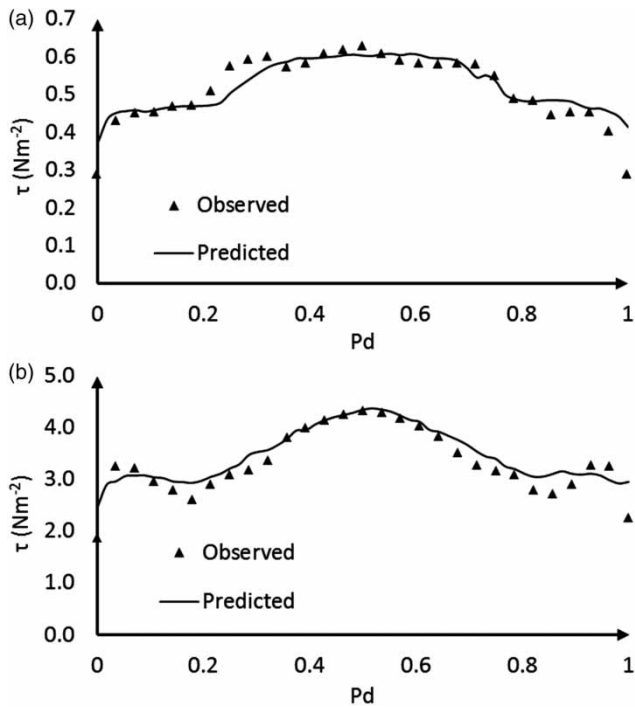 (a)
0.7
0.6
0.5
0.4
0.3
0.2
0.1
0.0
τ (Nm-2)
Observed
Predicted
0 0.2 0.4 0.6 0.8 1
Pd
(b)
5.0
4.0
3.0
2.0
1.0
0.0
τ (Nm-2)
Observed
Predicted
0 0.2 0.4 0.6 0.8 1
Pd